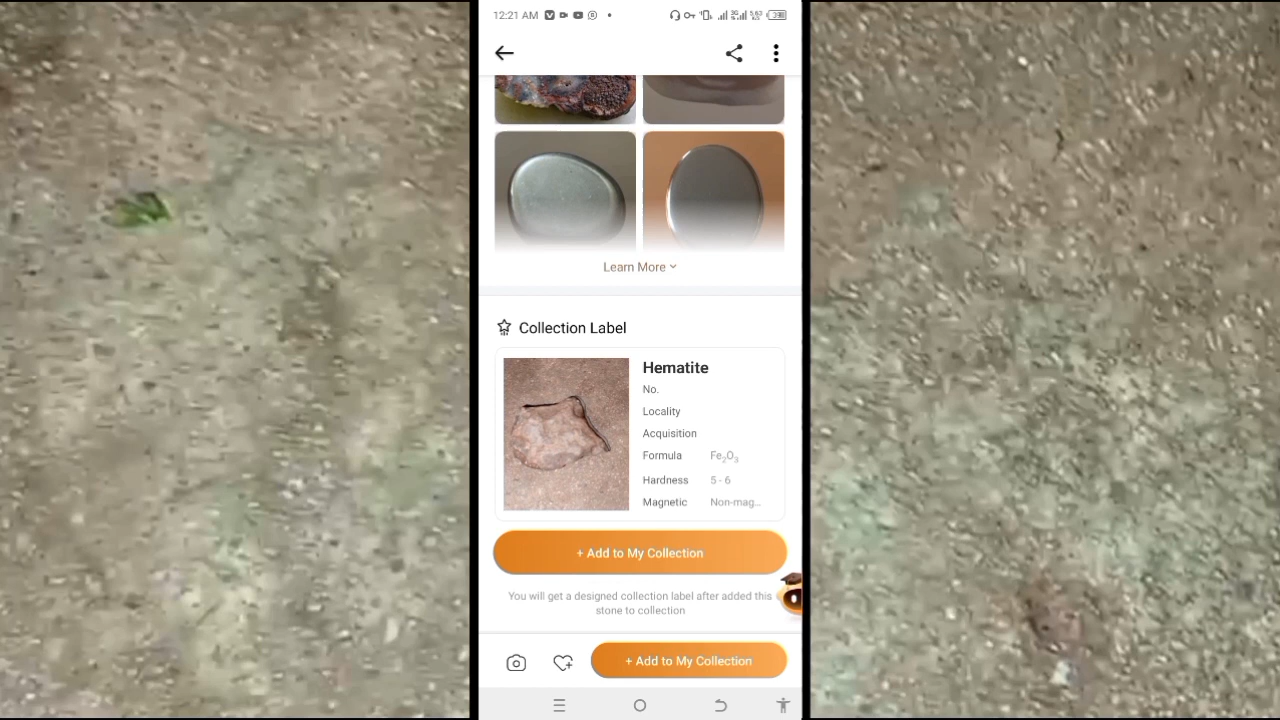 12:21 AM
Learn More
Collection Label
Hematite
No.
Locality
Acquisition
Formula Fe2O3
Hardness 5 - 6
Magnetic Non-mag...
+ Add to My Collection
You will get a designed collection label after added this
stone to collection
+ Add to My Collection